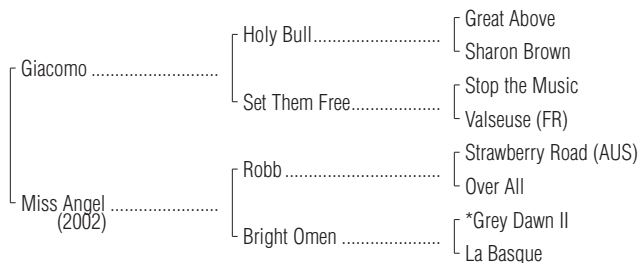 Great Above
Holy Bull
Sharon Brown
Giacomo
Stop the Music
Set Them Free
Valseuse (FR)
Strawberry Road (AUS)
Robb
Over All
Miss Angel
(2002)
*Grey Dawn II
Bright Omen
La Basque